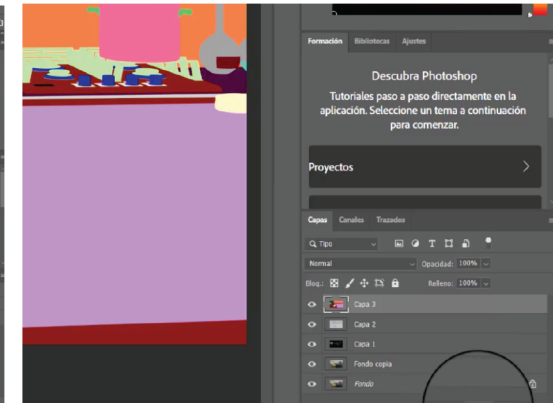 Formación Bibliotecas Ajustes
Descubra Photoshop
Tutoriales paso a paso directamente en la
aplicación. Seleccione un tema a continuación
para comenzar.
Proyectos
Capas Canales Trazados
Tipo
Normal Opacidad: 100%
Bloq.: Relleno: 100%
Capa 3
Capa 2
Capa 1
Fondo copia
Fondo